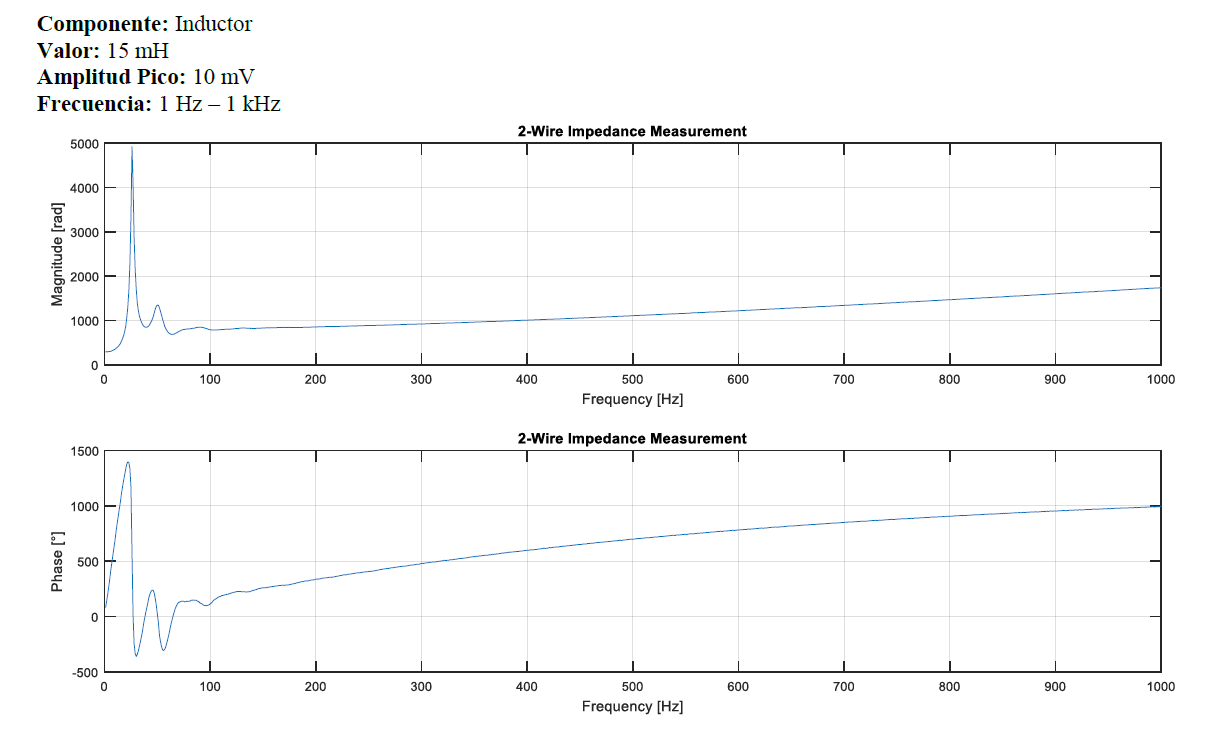 Componente: Inductor
Valor: 15 mH
Amplitud Pico: 10 mV
Frecuencia: 1 Hz – 1 kHz
2-Wire Impedance Measurement
5000
4000
3000
2000
1000
0
Magnitude [rad]
0 100 200 300 400 500 600 700 800 900 1000
Frequency [Hz]
2-Wire Impedance Measurement
1500
1000
500
0
-500
Phase [°]
0 100 200 300 400 500 600 700 800 900 1000
Frequency [Hz]